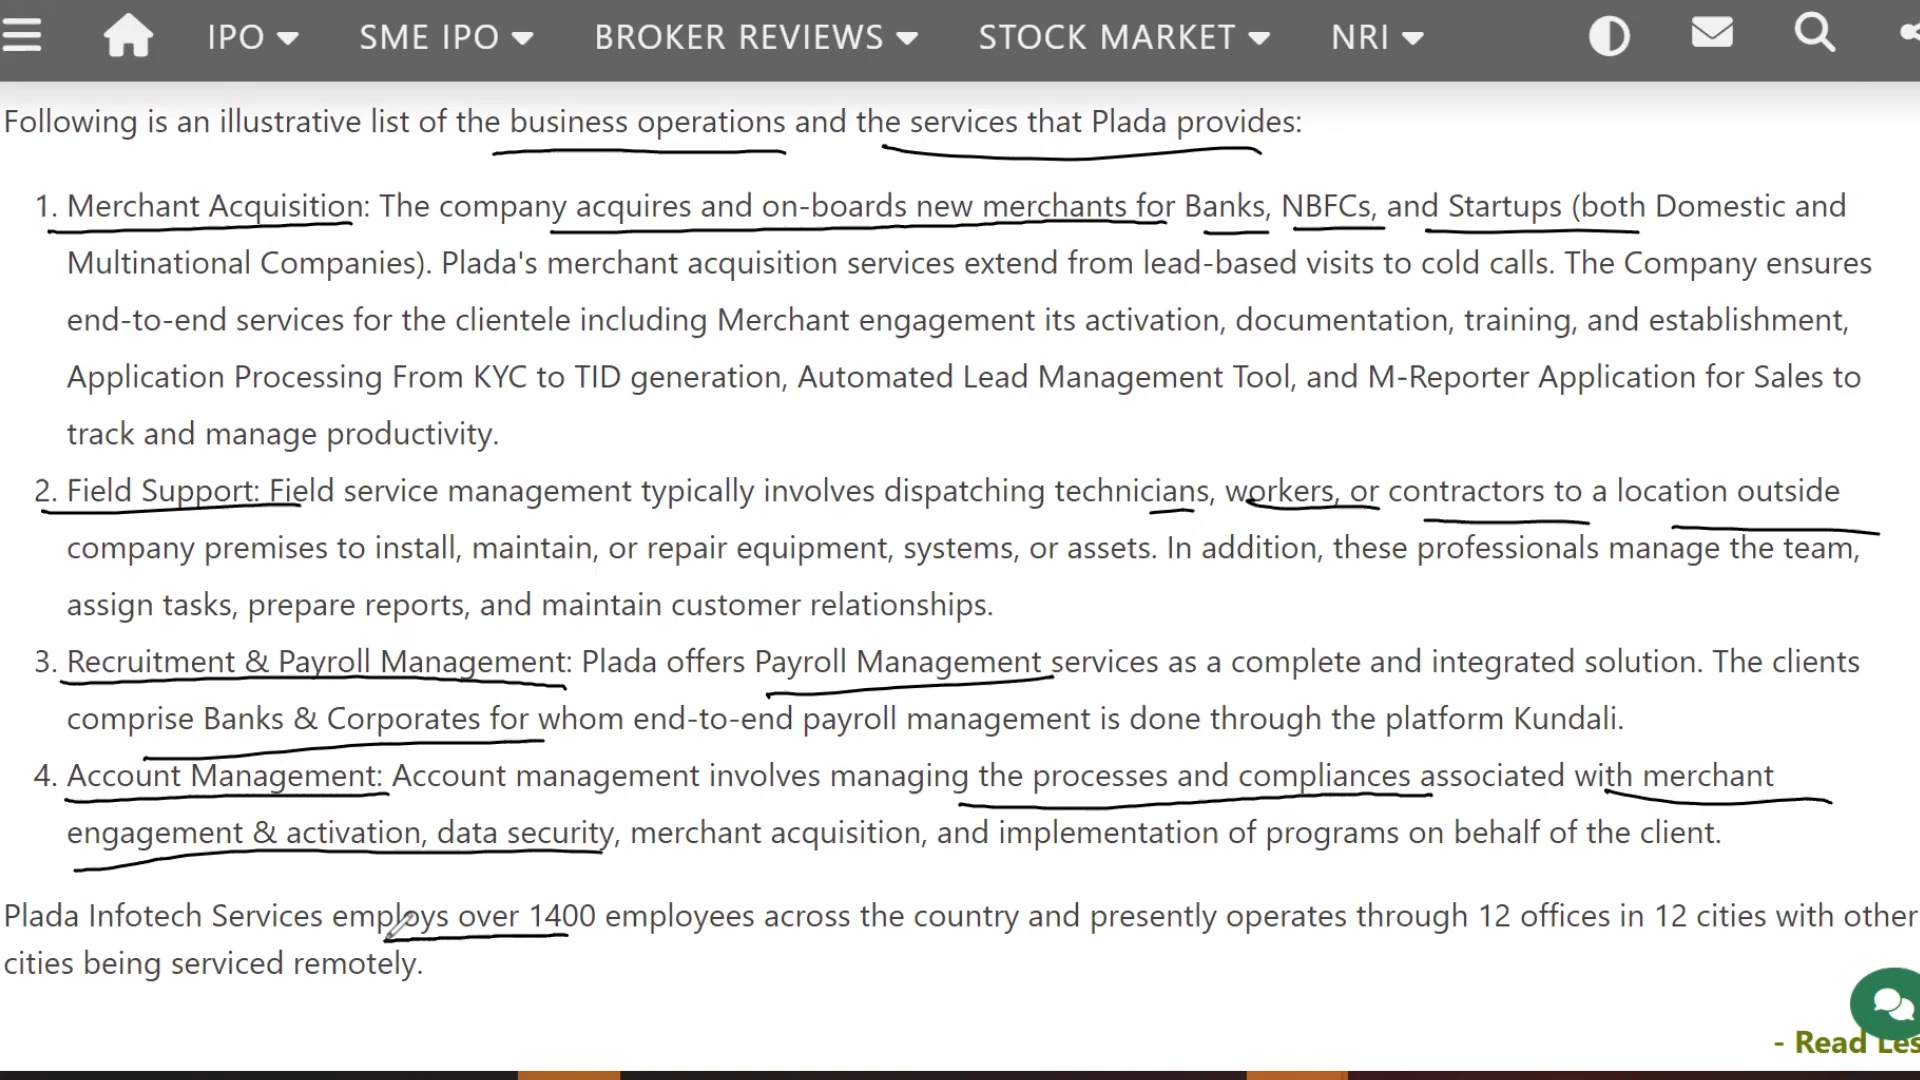 IPO SME IPO BROKER REVIEWS STOCK MARKET NRI
Following is an illustrative list of the business operations and the services that Plada provides:
1. Merchant Acquisition: The company acquires and on-boards new merchants for Banks, NBFCs, and Startups (both Domestic and
Multinational Companies). Plada's merchant acquisition services extend from lead-based visits to cold calls. The Company ensures
end-to-end services for the clientele including Merchant engagement its activation, documentation, training, and establishment,
Application Processing From KYC to TID generation, Automated Lead Management Tool, and M-Reporter Application for Sales to
track and manage productivity.
2. Field Support: Field service management typically involves dispatching technicians, workers, or contractors to a location outside
company premises to install, maintain, or repair equipment, systems, or assets. In addition, these professionals manage the team,
assign tasks, prepare reports, and maintain customer relationships.
3. Recruitment & Payroll Management: Plada offers Payroll Management services as a complete and integrated solution. The clients
comprise Banks & Corporates for whom end-to-end payroll management is done through the platform Kundali.
4. Account Management: Account management involves managing the processes and compliances associated with merchant
engagement & activation, data security, merchant acquisition, and implementation of programs on behalf of the client.
Plada Infotech Services employs over 1400 employees across the country and presently operates through 12 offices in 12 cities with other
cities being serviced remotely.
- Read Les